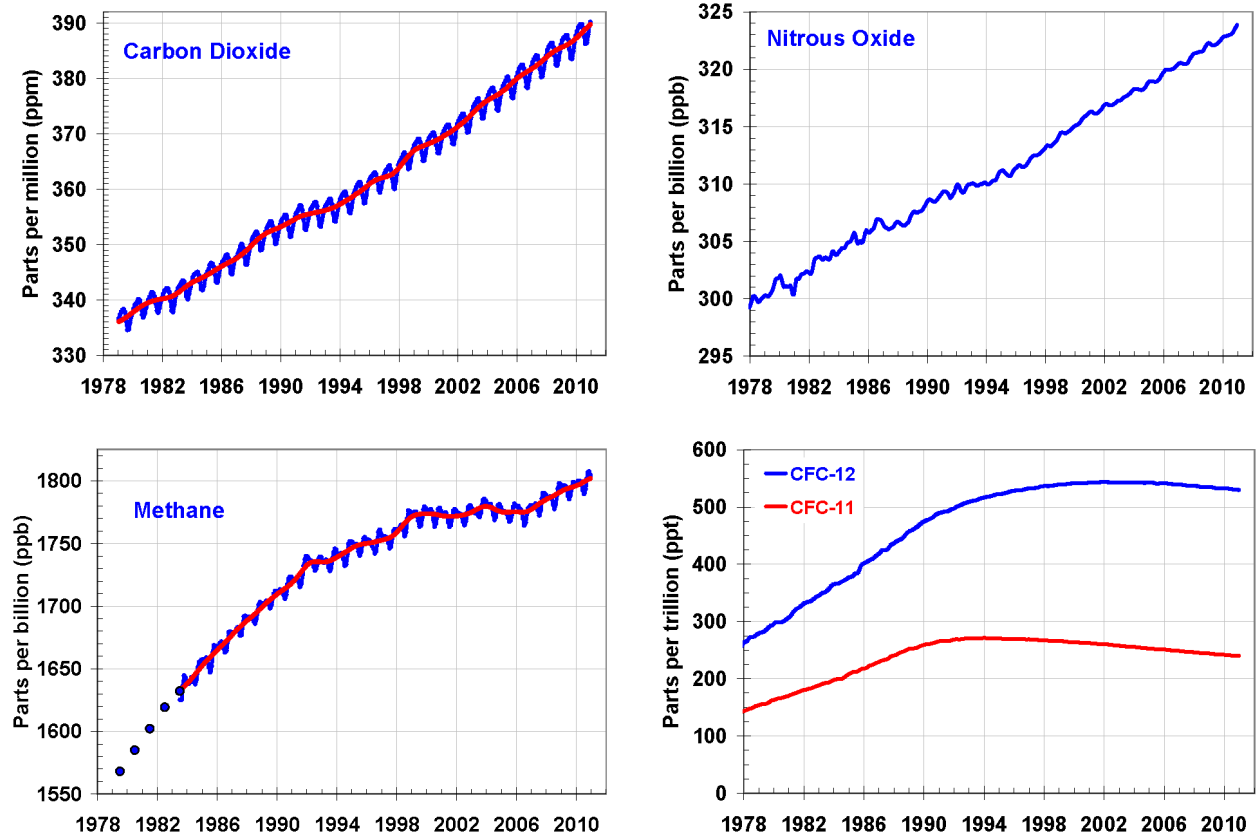 Carbon Dioxide
Parts per million (ppm)
390
380
370
360
350
340
330
1978 1982 1986 1990 1994 1998 2002 2006 2010
Nitrous Oxide
Parts per billion (ppb)
325
320
315
310
305
300
295
1978 1982 1986 1990 1994 1998 2002 2006 2010
Methane
Parts per billion (ppb)
1800
1750
1700
1650
1600
1550
1978 1982 1986 1990 1994 1998 2002 2006 2010
CFC-12
CFC-11
Parts per trillion (ppt)
600
500
400
300
200
100
0
1978 1982 1986 1990 1994 1998 2002 2006 2010